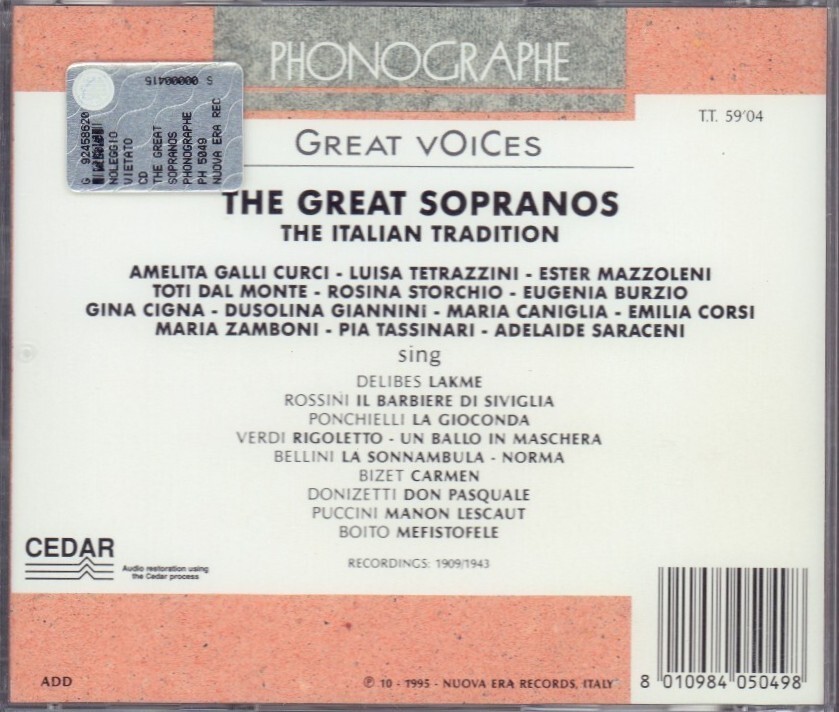 PHONOGRAPHE
S 00000415
G 92458620
NOLEGGIO
VIETATO
CD
THE GREAT
SOPRANOS
PHONOGRAPHE
PH 5049
NUOVA ERA REC
T.T. 59'04
GREAT vOiCes
THE GREAT SOPRANOS
THE ITALIAN TRADITION
AMELITA GALLI CURCI - LUISA TETRAZZINI - ESTER MAZZOLENI
TOTI DAL MONTE - ROSINA STORCHIO - EUGENIA BURZIO
GINA CIGNA - DUSOLINA GIANNINi - MARIA CANIGLIA - EMILIA CORSI
MARIA ZAMBONI - PIA TASSINARI - ADELAIDE SARACENI
sing
DELIBES LAKME
ROSSINI IL BARBIERE DI SIVIGLIA
PONCHIELLI LA GIOCONDA
VERDI RIGOLETTO - UN BALLO IN MASCHERA
BELLINI LA SONNAMBULA - NORMA
BIZET CARMEN
DONIZETTI DON PASQUALE
PUCCINI MANON LESCAUT
BOITO MEFISTOFELE
RECORDINGS: 1909/1943
CEDAR
Audio restoration using
the Cedar process
ADD
℗ 10 - 1995 - NUOVA ERA RECORDS, ITALY
8 010984 050498